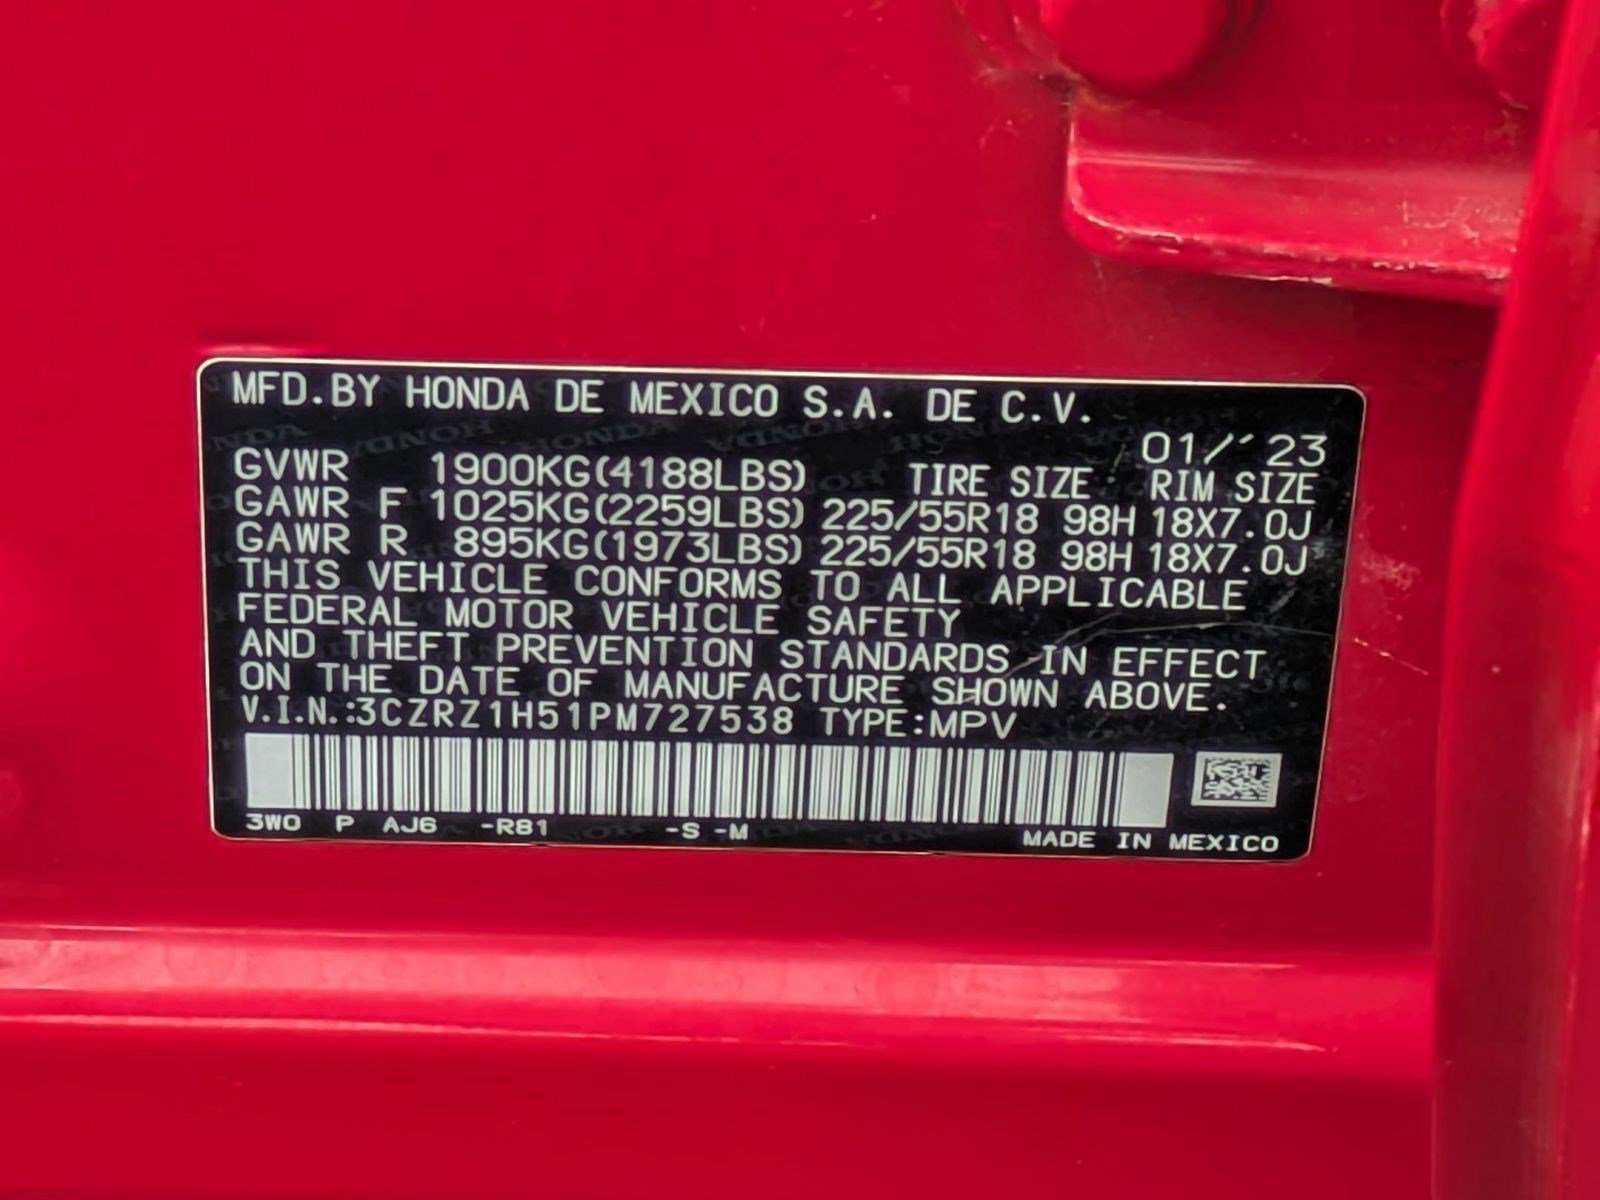 MFD.BY HONDA DE MEXICO S.A. DE C.V.
01/'23
GVWR 1900KG(4188LBS) TIRE SIZE RIM SIZE
GAWR F 1025KG(2259LBS) 225/55R18 98H 18X7.0J
GAWR R 895KG(1973LBS) 225/55R18 98H 18X7.0J
THIS VEHICLE CONFORMS TO ALL APPLICABLE
FEDERAL MOTOR VEHICLE SAFETY
AND THEFT PREVENTION STANDARDS IN EFFECT
ON THE DATE OF MANUFACTURE SHOWN ABOVE.
V.I.N.:3CZRZ1H51PM727538 TYPE:MPV
3WO P AJ6 -R81 -S -M MADE IN MEXICO